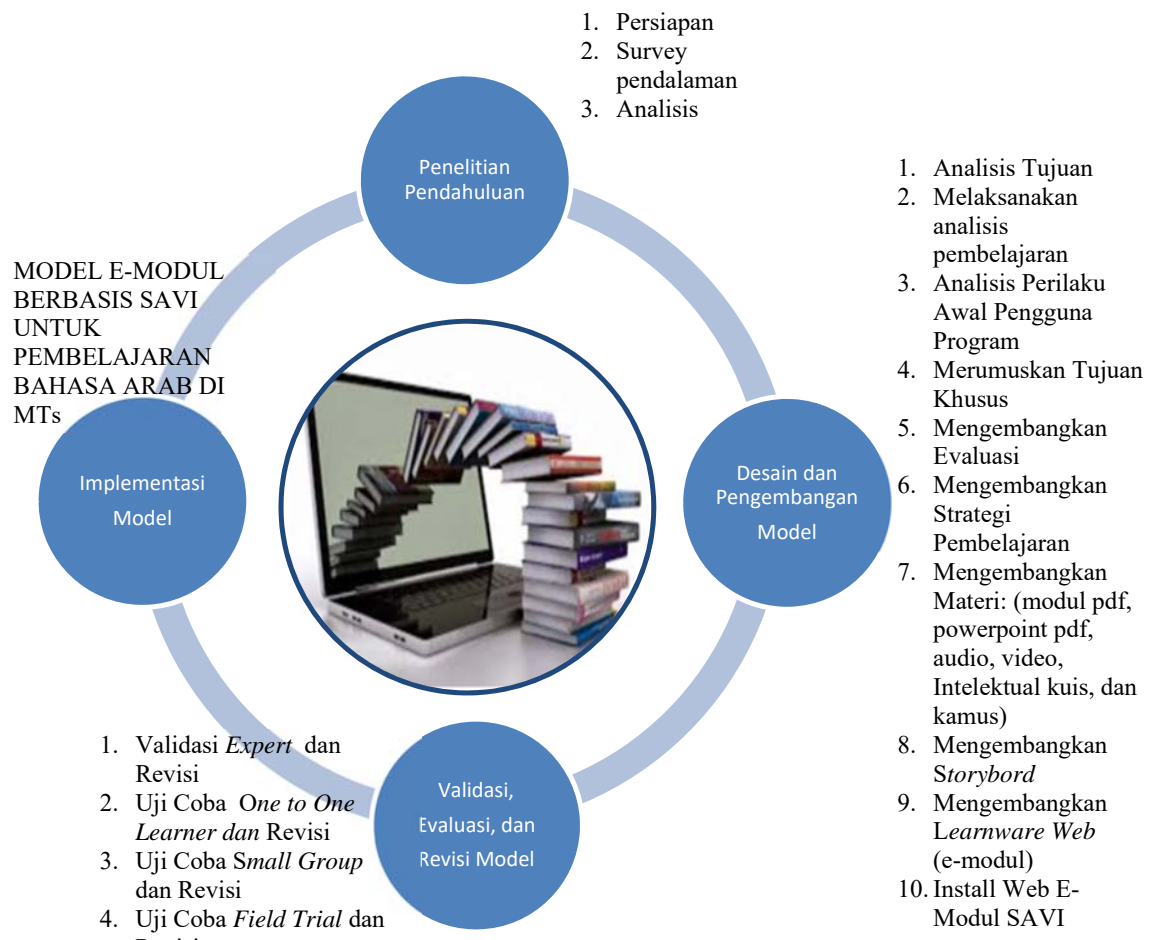 1. Persiapan
2. Survey
pendalaman
3. Analisis
Penelitian
Pendahuluan
1. Analisis Tujuan
2. Melaksanakan
analisis
pembelajaran
3. Analisis Perilaku
Awal Pengguna
Program
4. Merumuskan Tujuan
Khusus
5. Mengembangkan
Evaluasi
6. Mengembangkan
Strategi
Pembelajaran
7. Mengembangkan
Materi: (modul pdf,
powerpoint pdf,
audio, video,
Intelektual kuis, dan
kamus)
8. Mengembangkan
Storybord
9. Mengembangkan
Learnware Web
(e-modul)
10. Install Web E-
Modul SAVI
Desain dan
Pengembangan
Model
MODEL E-MODUL
BERBASIS SAVI
UNTUK
PEMBELAJARAN
BAHASA ARAB DI
MTs
Implementasi
Model
1. Validasi Expert dan
Revisi
2. Uji Coba One to One
Learner dan Revisi
3. Uji Coba Small Group
dan Revisi
4. Uji Coba Field Trial dan
Validasi,
Evaluasi, dan
Revisi Model